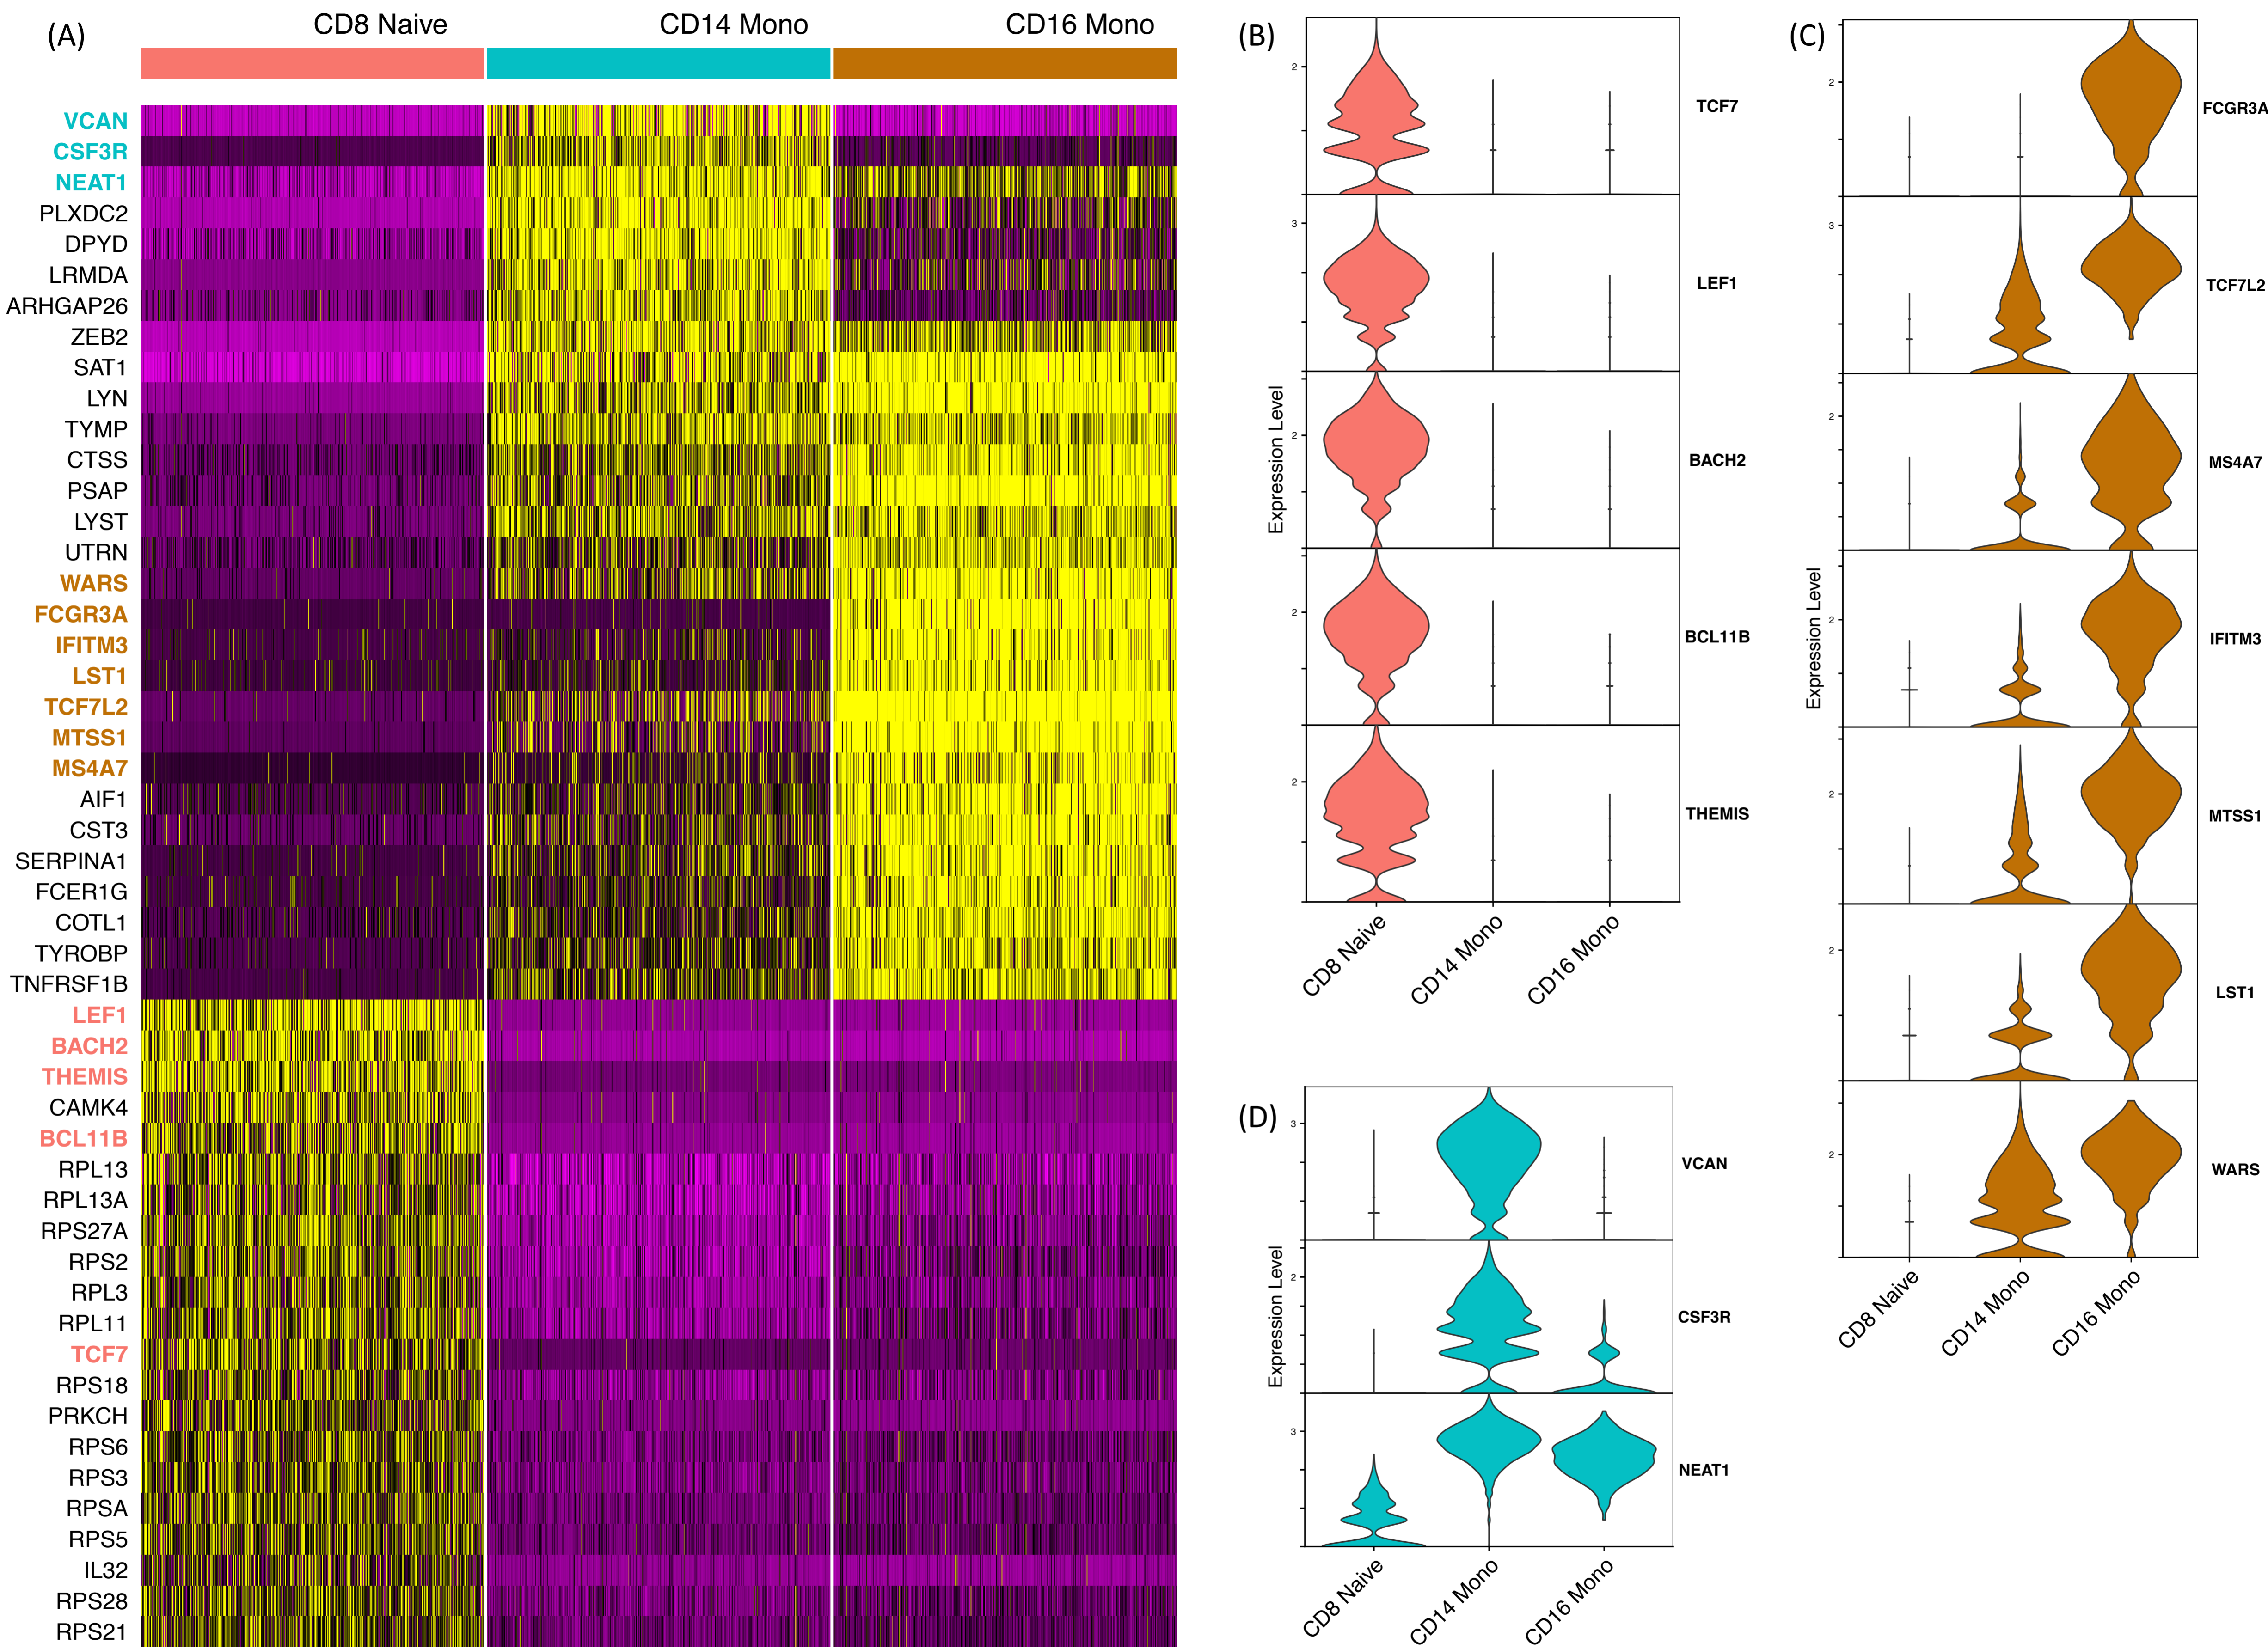 (A)
CD8 Naive
CD14 Mono
CD16 Mono
VCAN
CSF3R
NEAT1
PLXDC2
DPYD
LRMDA
ARHGAP26
ZEB2
SAT1
LYN
TYMP
CTSS
PSAP
LYST
UTRN
WARS
FCGR3A
IFITM3
LST1
TCF7L2
MTSS1
MS4A7
AIF1
CST3
SERPINA1
FCER1G
COTL1
TYROBP
TNFRSF1B
LEF1
BACH2
THEMIS
CAMK4
BCL11B
RPL13
RPL13A
RPS27A
RPS2
RPL3
RPL11
TCF7
RPS18
PRKCH
RPS6
RPS3
RPSA
RPS5
IL32
RPS28
RPS21
(B)
Expression Level
2
TCF7
3
LEF1
2
BACH2
2
BCL11B
2
THEMIS
CD8 Naive
CD14 Mono
CD16 Mono
(C)
Expression Level
2
FCGR3A
3
TCF7L2
2
MS4A7
2
IFITM3
2
MTSS1
2
LST1
2
WARS
CD8 Naive
CD14 Mono
CD16 Mono
(D)
Expression Level
3
VCAN
2
CSF3R
3
NEAT1
CD8 Naive
CD14 Mono
CD16 Mono